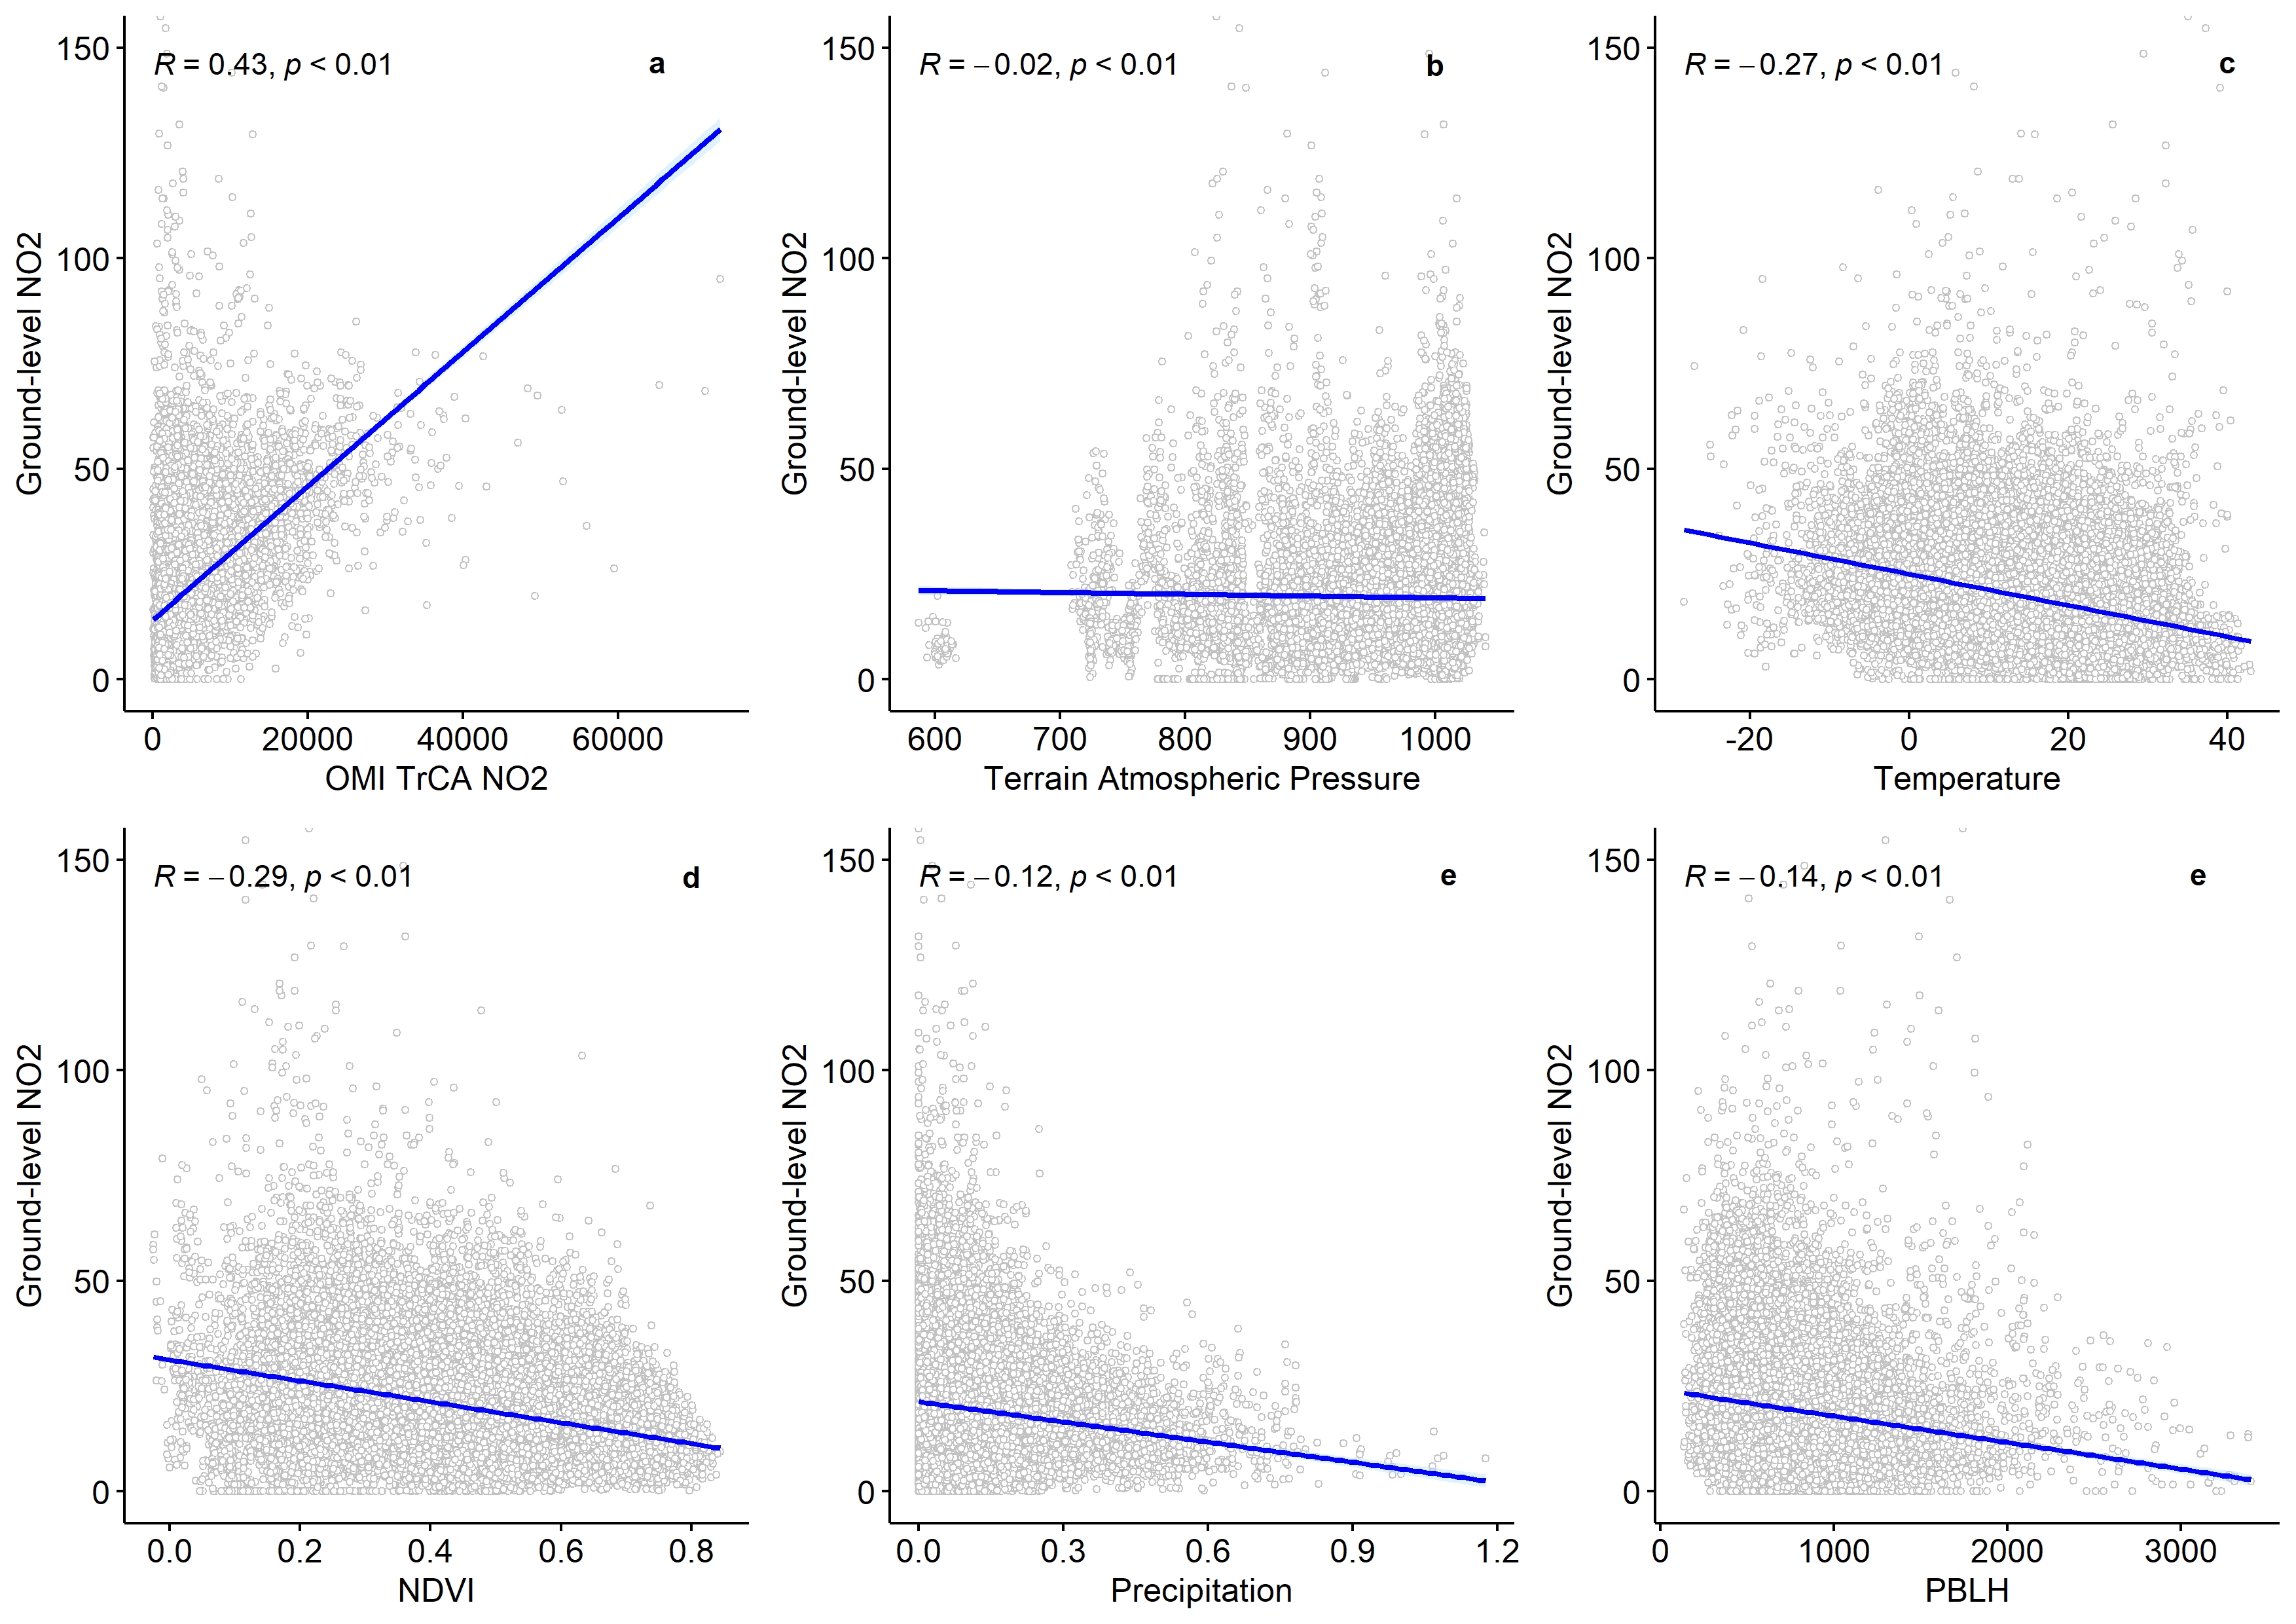 R = 0.43, p < 0.01 a
150
100
50
0
Ground-level NO2
0 20000 40000 60000
OMI TrCA NO2
R = −0.02, p < 0.01 b
150
100
50
0
Ground-level NO2
600 700 800 900 1000
Terrain Atmospheric Pressure
R = −0.27, p < 0.01 c
150
100
50
0
Ground-level NO2
-20 0 20 40
Temperature
R = −0.29, p < 0.01 d
150
100
50
0
Ground-level NO2
0.0 0.2 0.4 0.6 0.8
NDVI
R = −0.12, p < 0.01 e
150
100
50
0
Ground-level NO2
0.0 0.3 0.6 0.9 1.2
Precipitation
R = −0.14, p < 0.01 e
150
100
50
0
Ground-level NO2
0 1000 2000 3000
PBLH